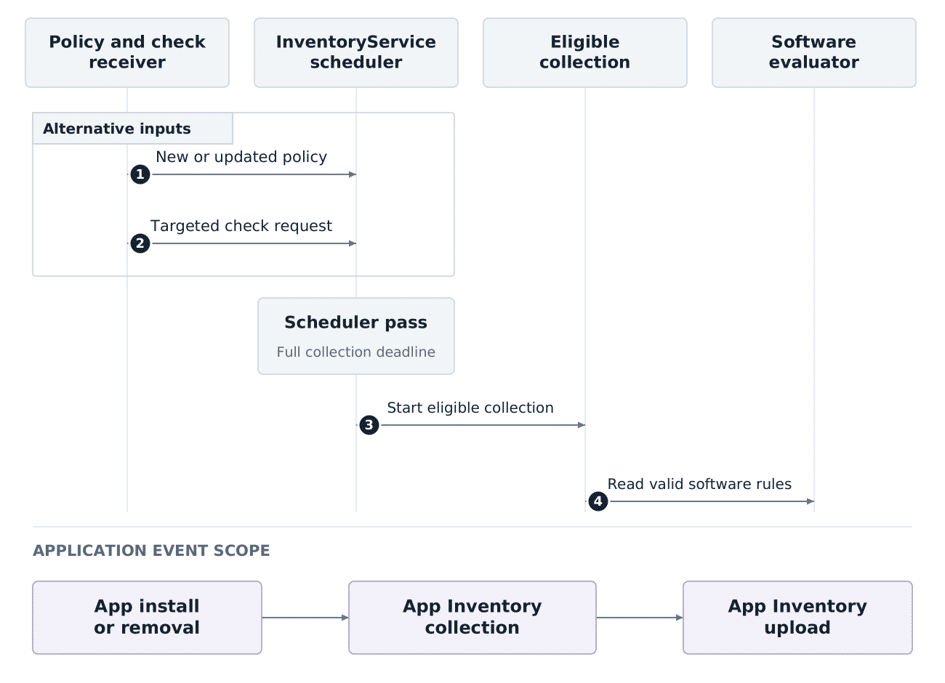 Policy and check
receiver
InventoryService
scheduler
Eligible
collection
Software
evaluator
Alternative inputs
New or updated policy
1
Targeted check request
2
Scheduler pass
Full collection deadline
Start eligible collection
3
Read valid software rules
4
APPLICATION EVENT SCOPE
App install
or removal
App Inventory
collection
App Inventory
upload